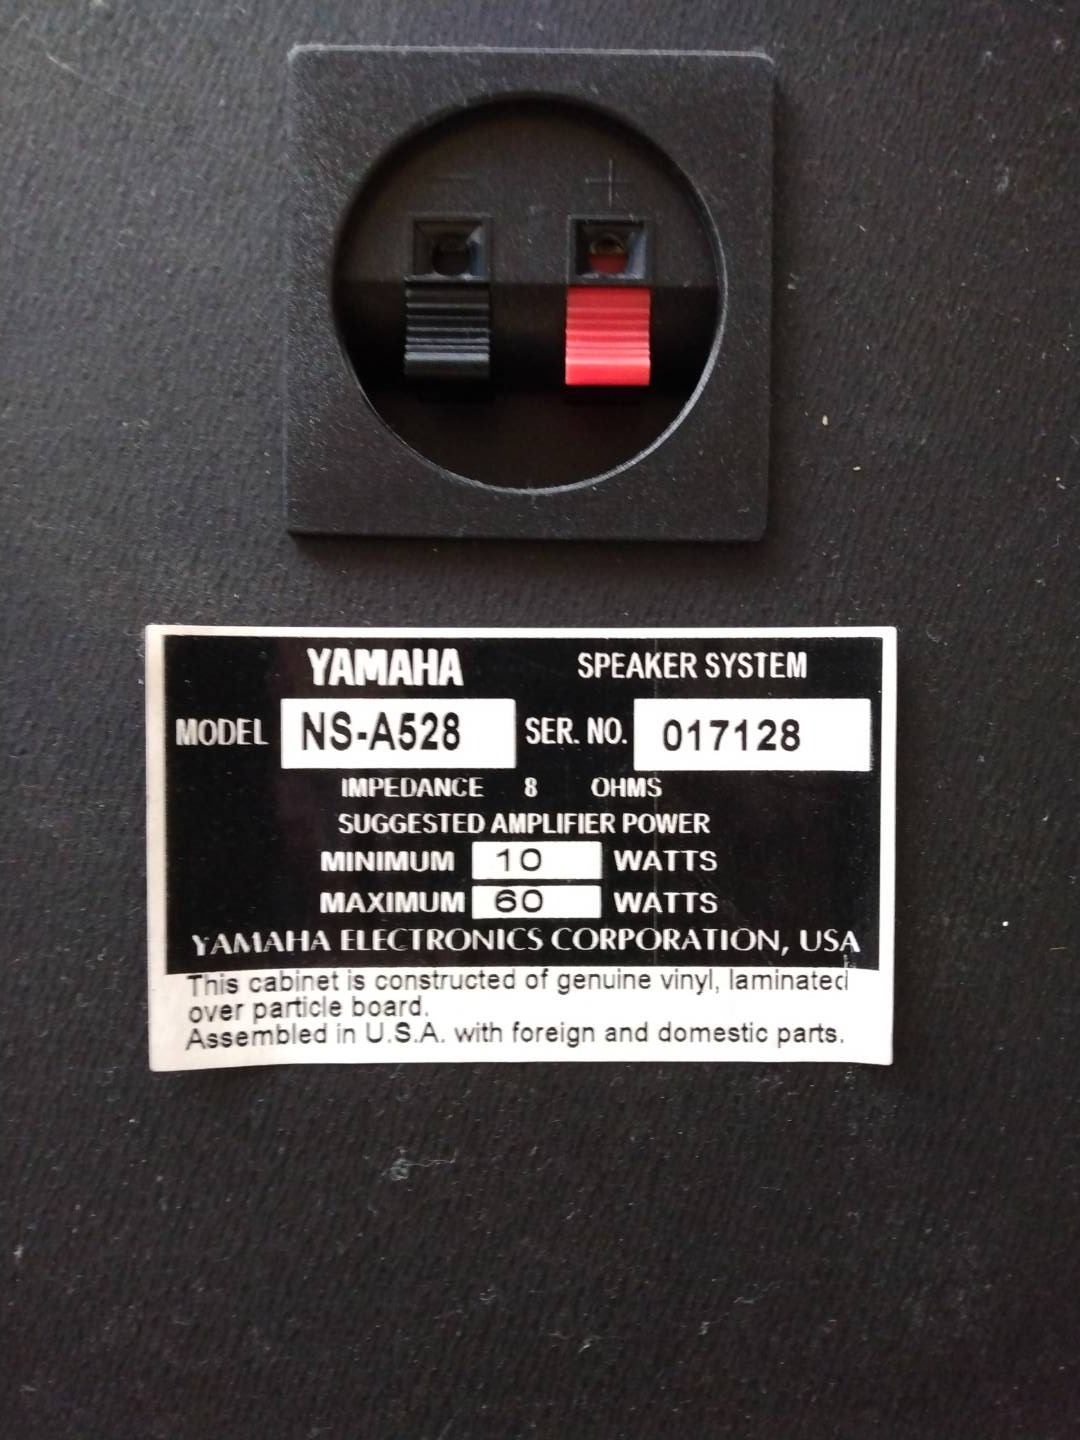 - +
YAMAHA SPEAKER SYSTEM
MODEL NS-A528 SER. NO. 017128
IMPEDANCE 8 OHMS
SUGGESTED AMPLIFIER POWER
MINIMUM 10 WATTS
MAXIMUM 60 WATTS
YAMAHA ELECTRONICS CORPORATION, USA
This cabinet is constructed of genuine vinyl, laminated
over particle board.
Assembled in U.S.A. with foreign and domestic parts.